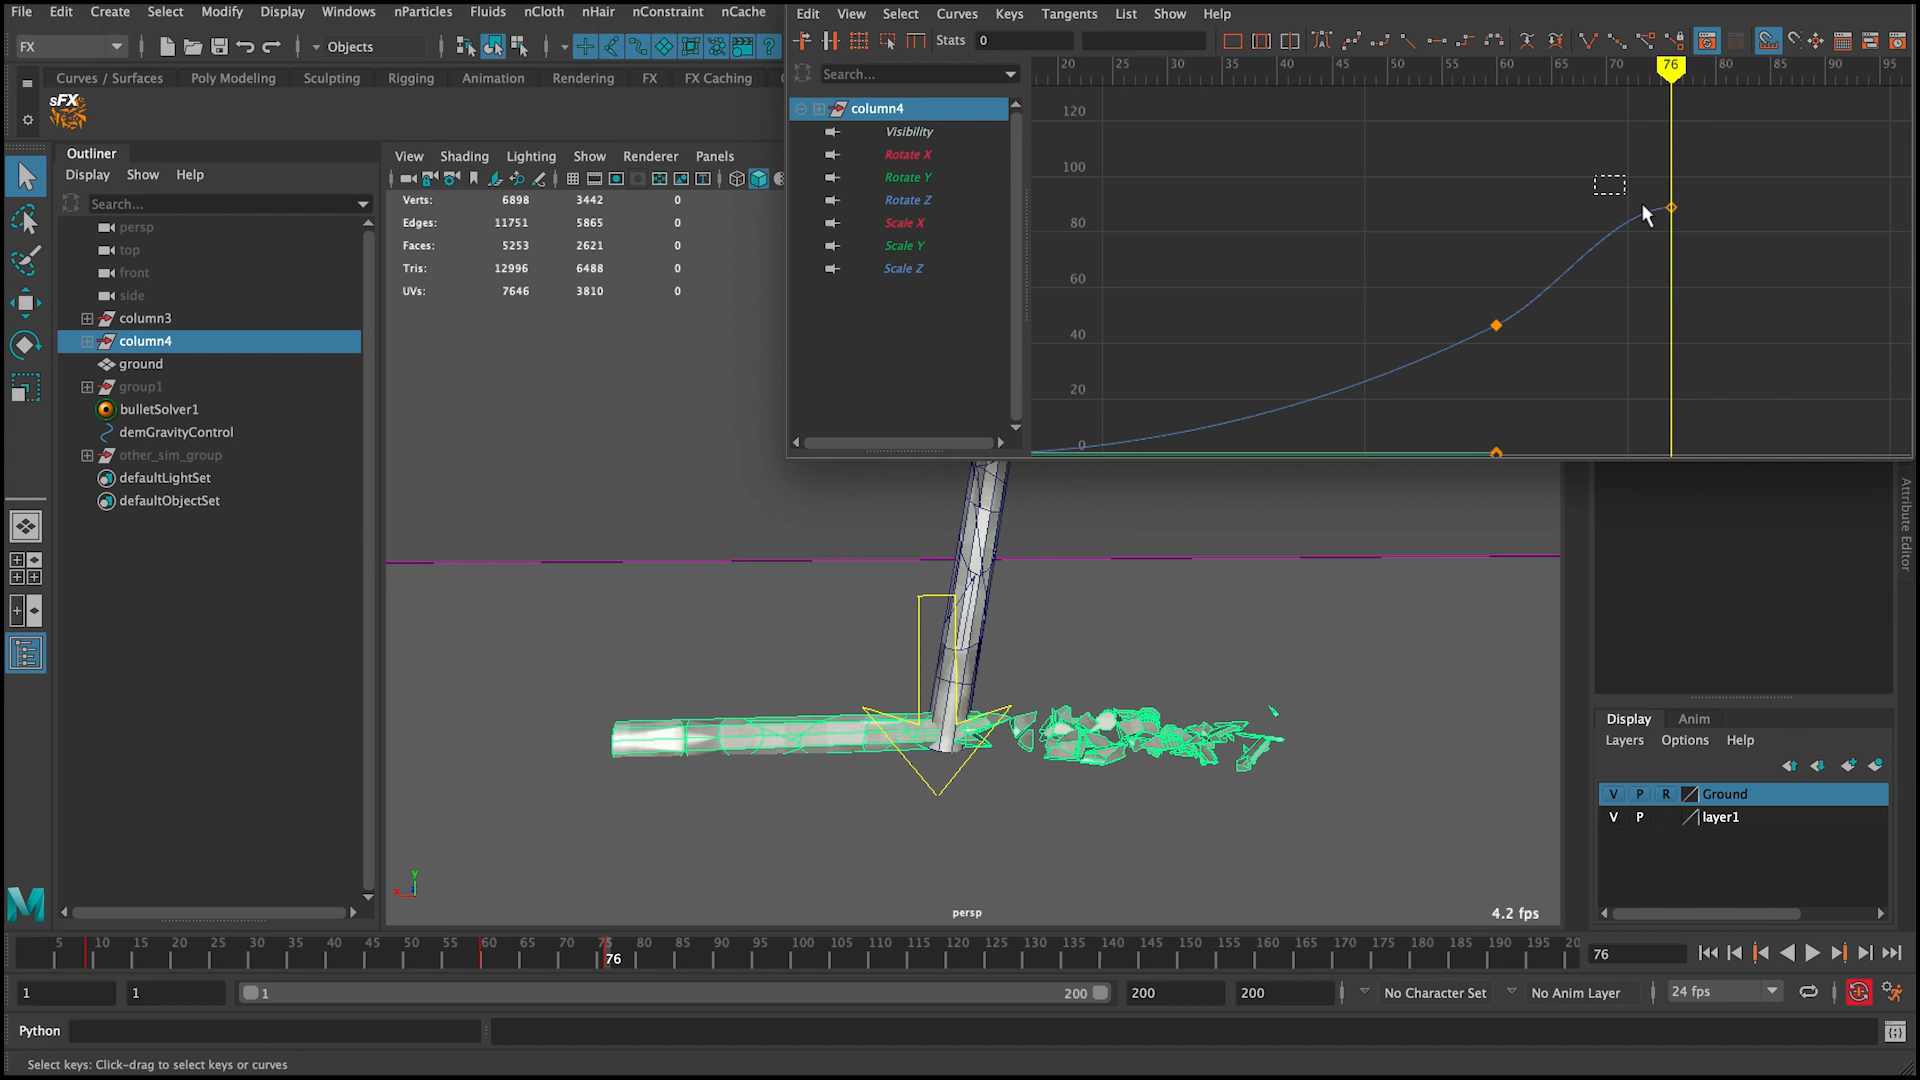 File Edit Create Select Modify Display Windows nParticles Fluids nCloth nHair nConstraint nCache
Edit View Select Curves Keys Tangents List Show Help
FX Objects
Stats 0
Curves / Surfaces Poly Modeling Sculpting Rigging Animation Rendering FX FX Caching
Search...
20 25 30 35 40 45 50 55 60 65 70 76 80 85 90 95
sFX
column4
Visibility
Rotate X
Rotate Y
Rotate Z
Scale X
Scale Y
Scale Z
120
100
80
60
40
20
0
Outliner
Display Show Help
Search...
persp
top
front
side
column3
column4
ground
group1
bulletSolver1
demGravityControl
other_sim_group
defaultLightSet
defaultObjectSet
View Shading Lighting Show Renderer Panels
Verts: 6898 3442 0
Edges: 11751 5865 0
Faces: 5253 2621 0
Tris: 12996 6488 0
UVs: 7646 3810 0
y
x
persp
4.2 fps
Attribute Editor
Display Anim
Layers Options Help
V P R Ground
V P layer1
5 10 15 20 25 30 35 40 45 50 55 60 65 70 75 80 85 90 95 100 105 110 115 120 125 130 135 140 145 150 155 160 165 170 175 180 185 190 195 20
76
76
1 1 1 200 200 200 No Character Set No Anim Layer 24 fps
Python
Select keys: Click-drag to select keys or curves